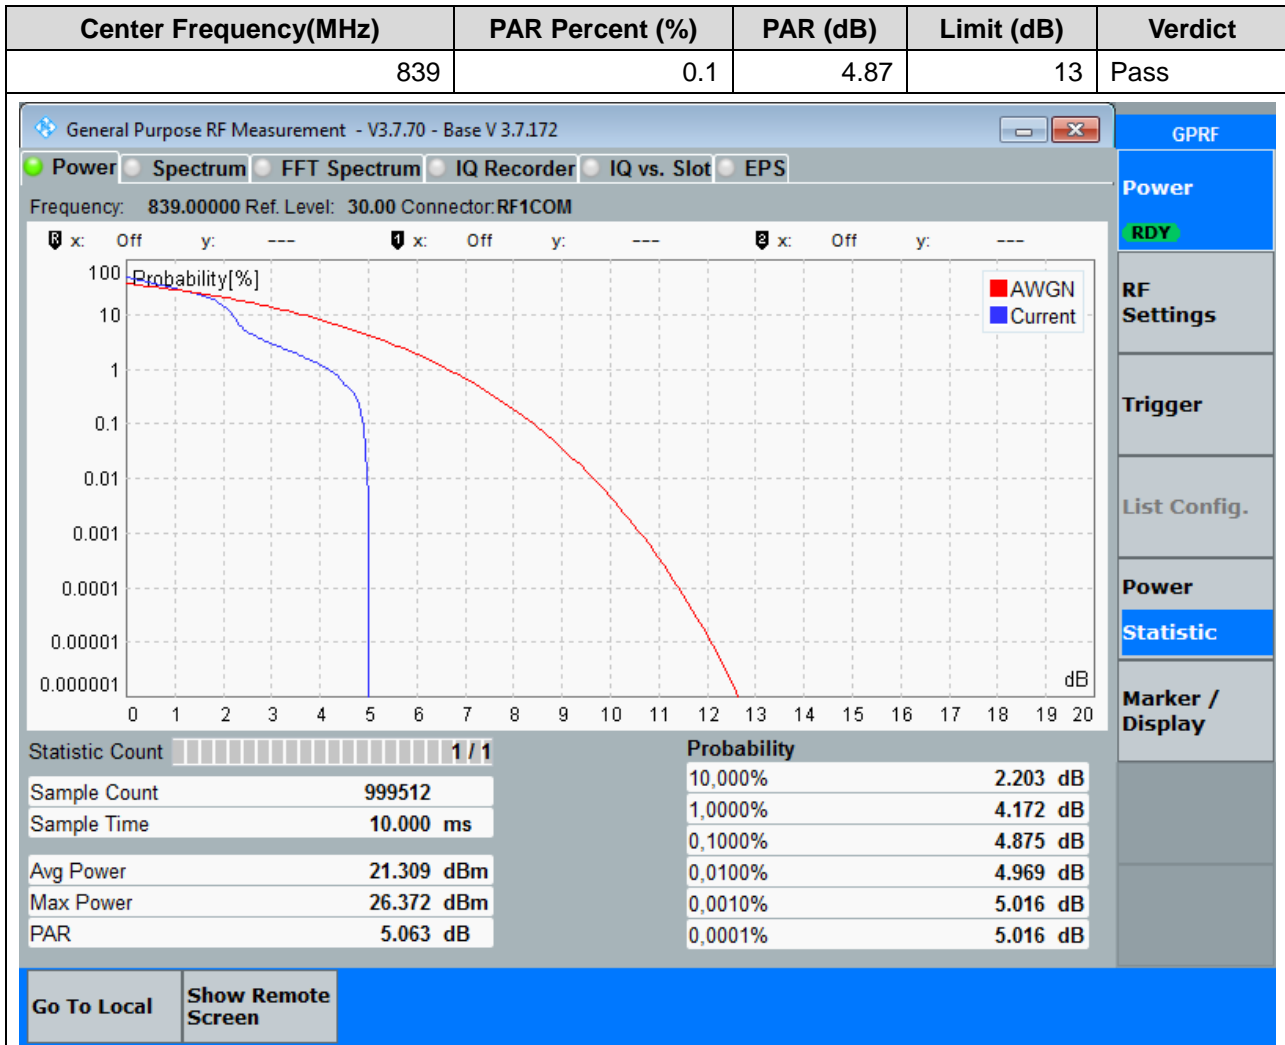 Center Frequency(MHz) PAR Percent (%) PAR (dB) Limit (dB) Verdict
839 0.1 4.87 13 Pass
General Purpose RF Measurement - V3.7.70 - Base V 3.7.172
GPRF
Power Spectrum FFT Spectrum IQ Recorder IQ vs. Slot EPS
Power
RDY
Frequency: 839.00000 Ref. Level: 30.00 Connector: RF1COM
R x: Off y: --- 1 x: Off y: --- 2 x: Off y: ---
Probability[%]
AWGN
Current
100
10
1
0.1
0.01
0.001
0.0001
0.00001
0.000001
dB
0 1 2 3 4 5 6 7 8 9 10 11 12 13 14 15 16 17 18 19 20
RF
Settings
Trigger
List Config.
Power
Statistic
Marker /
Display
Statistic Count 1 / 1
Sample Count 999512
Sample Time 10.000 ms
Avg Power 21.309 dBm
Max Power 26.372 dBm
PAR 5.063 dB
Probability
10,000% 2.203 dB
1,0000% 4.172 dB
0,1000% 4.875 dB
0,0100% 4.969 dB
0,0010% 5.016 dB
0,0001% 5.016 dB
Go To Local
Show Remote
Screen